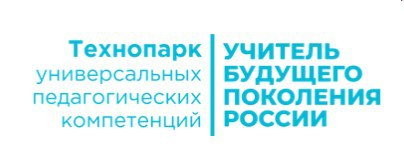 Технопарк
универсальных
педагогических
компетенций
УЧИТЕЛЬ
БУДУЩЕГО
ПОКОЛЕНИЯ
РОССИИ